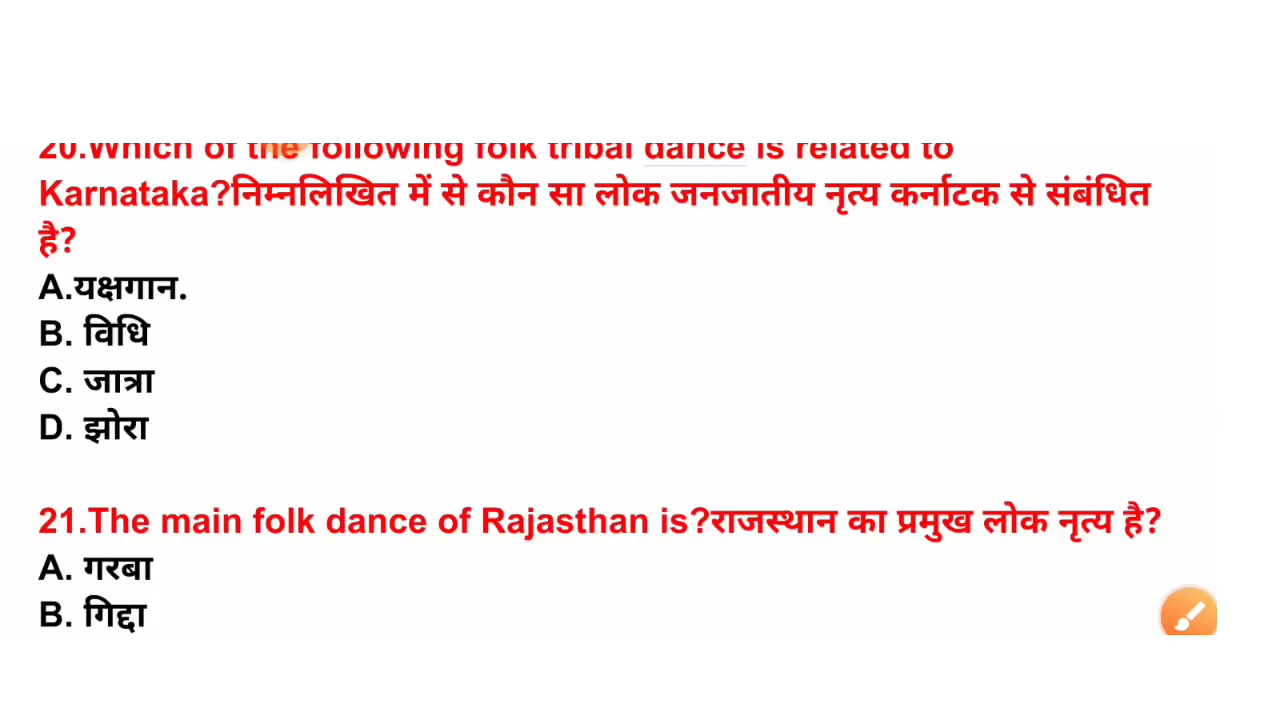 20.Which of the following folk tribal dance is related to
Karnataka?निम्नलिखित में से कौन सा लोक जनजातीय नृत्य कर्नाटक से संबंधित
है?
A.यक्षगान.
B. विधि
C. जात्रा
D. झोरा
21.The main folk dance of Rajasthan is?राजस्थान का प्रमुख लोक नृत्य है?
A. गरबा
B. गिद्दा